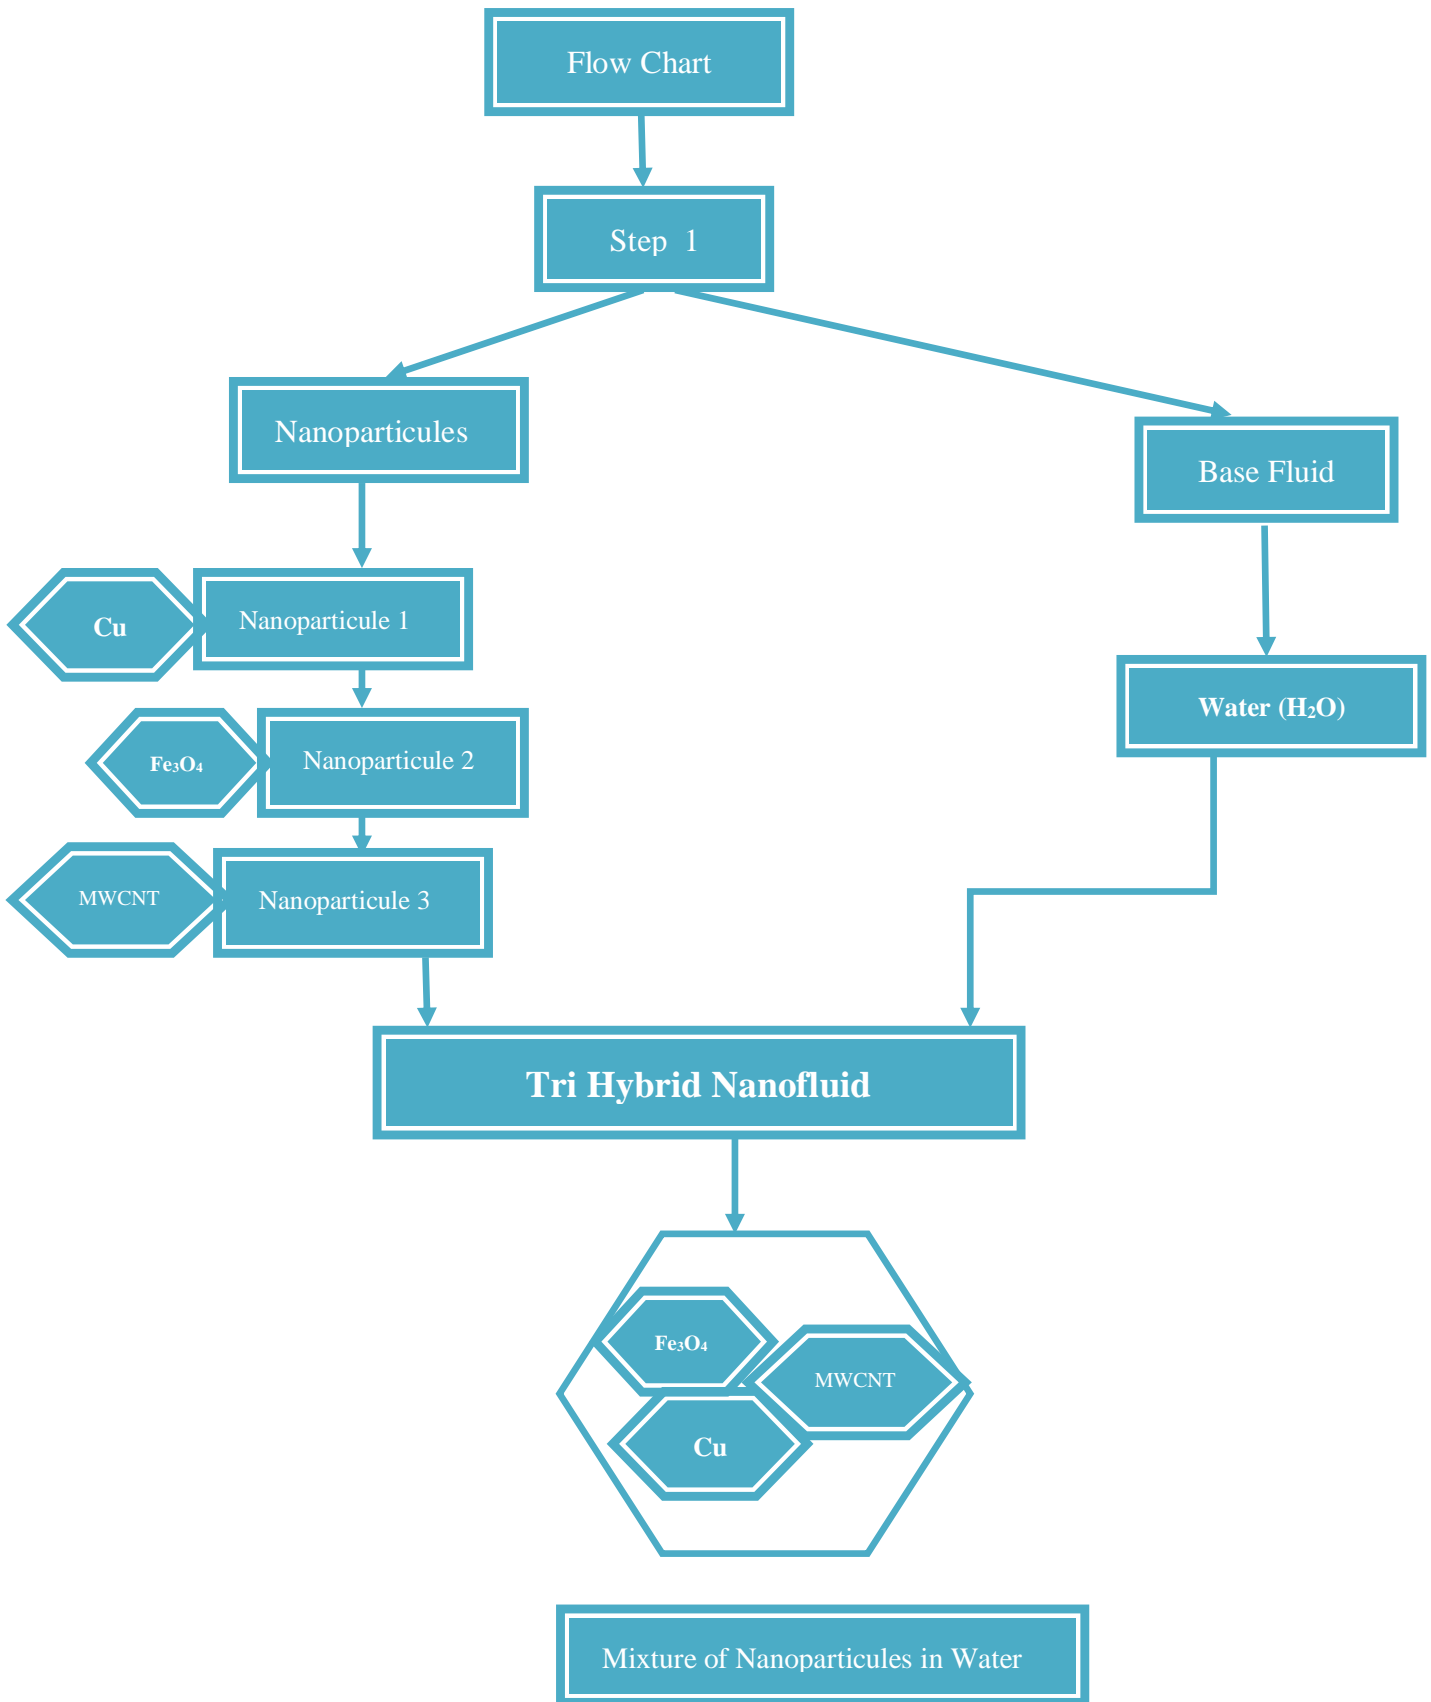 Flow Chart
Step 1
Nanoparticules
Base Fluid
Cu
Nanoparticule 1
Water (H₂O)
Fe₃O₄
Nanoparticule 2
MWCNT
Nanoparticule 3
Tri Hybrid Nanofluid
Fe₃O₄
MWCNT
Cu
Mixture of Nanoparticules in Water